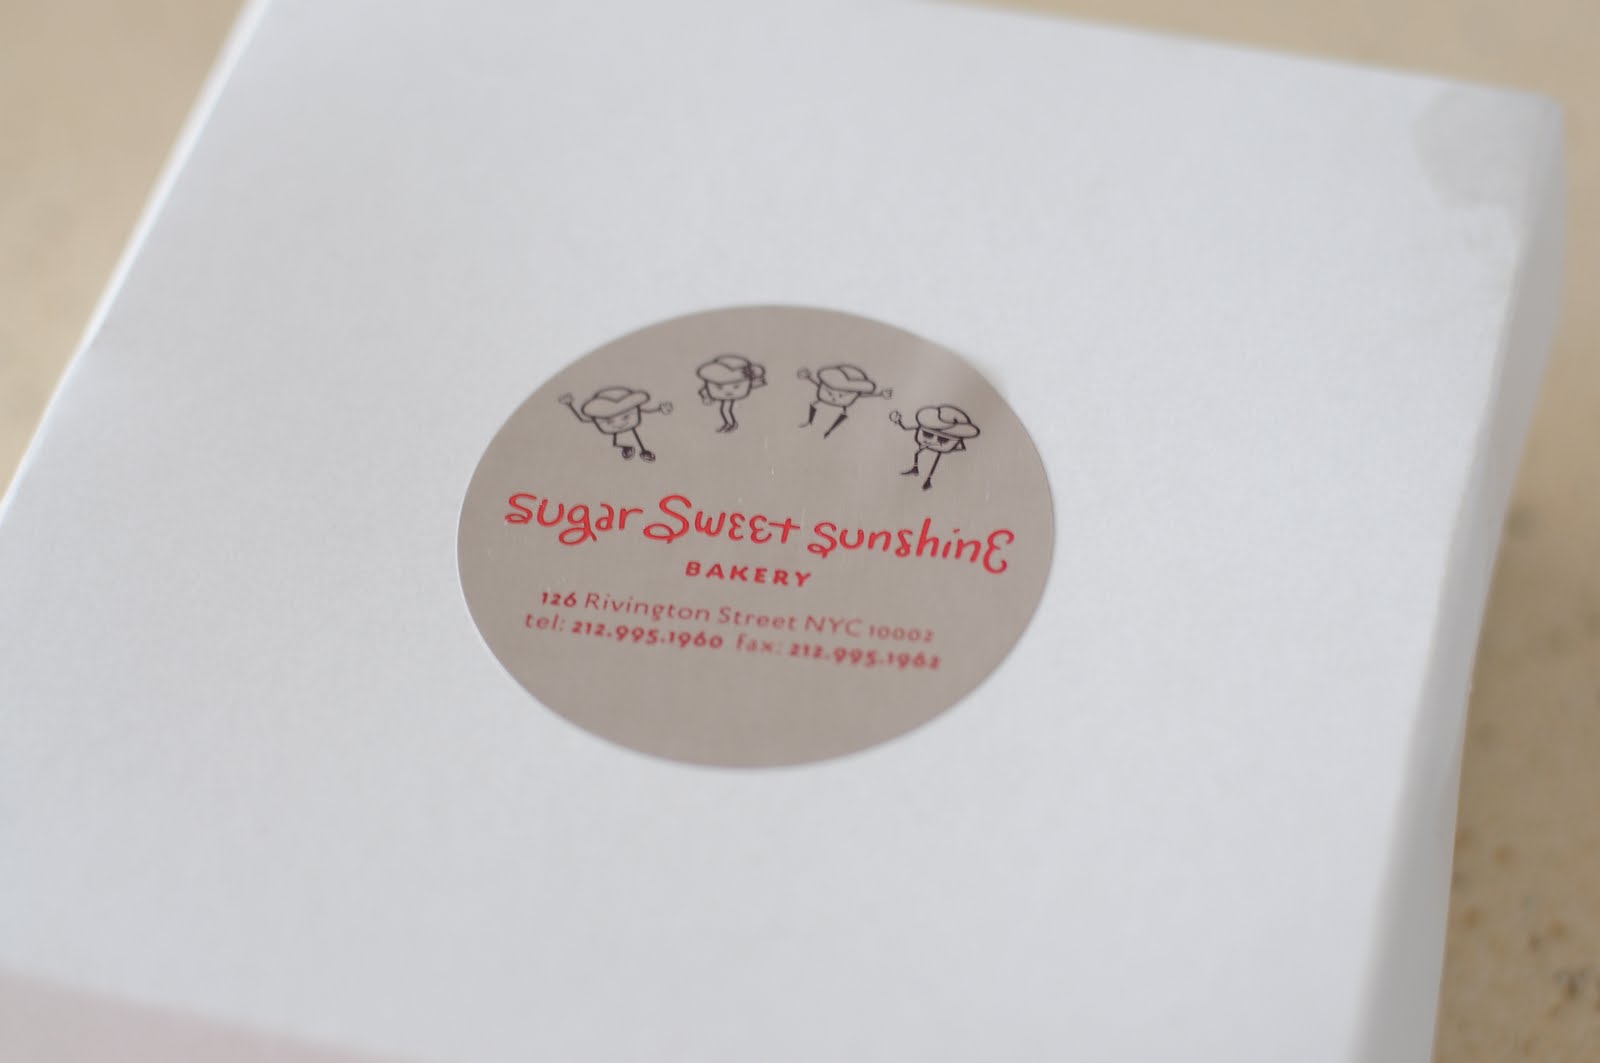 sugar Sweet sunshine
BAKERY
126 Rivington Street NYC 10002
tel: 212.995.1960 fax: 212.995.1962